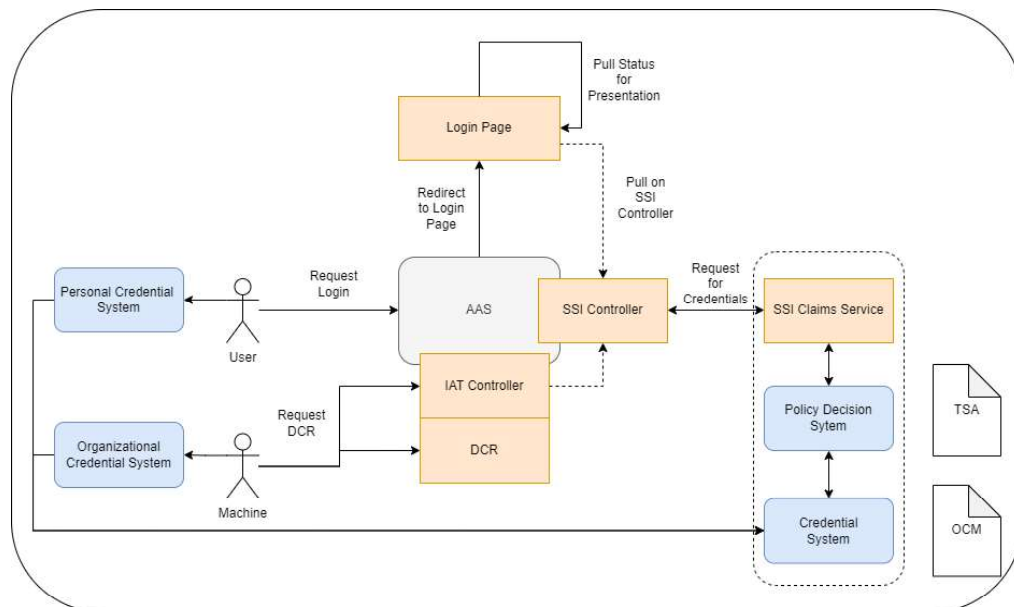 Pull Status
for
Presentation
Login Page
Redirect
to Login
Page
Pull on
SSI
Controller
Personal Credential
System
User
Request
Login
AAS
SSI Controller
Request
for
Credentials
SSI Claims Service
IAT Controller
Request
DCR
DCR
Organizational
Credential System
Machine
Policy Decision
Sytem
Credential
System
TSA
OCM